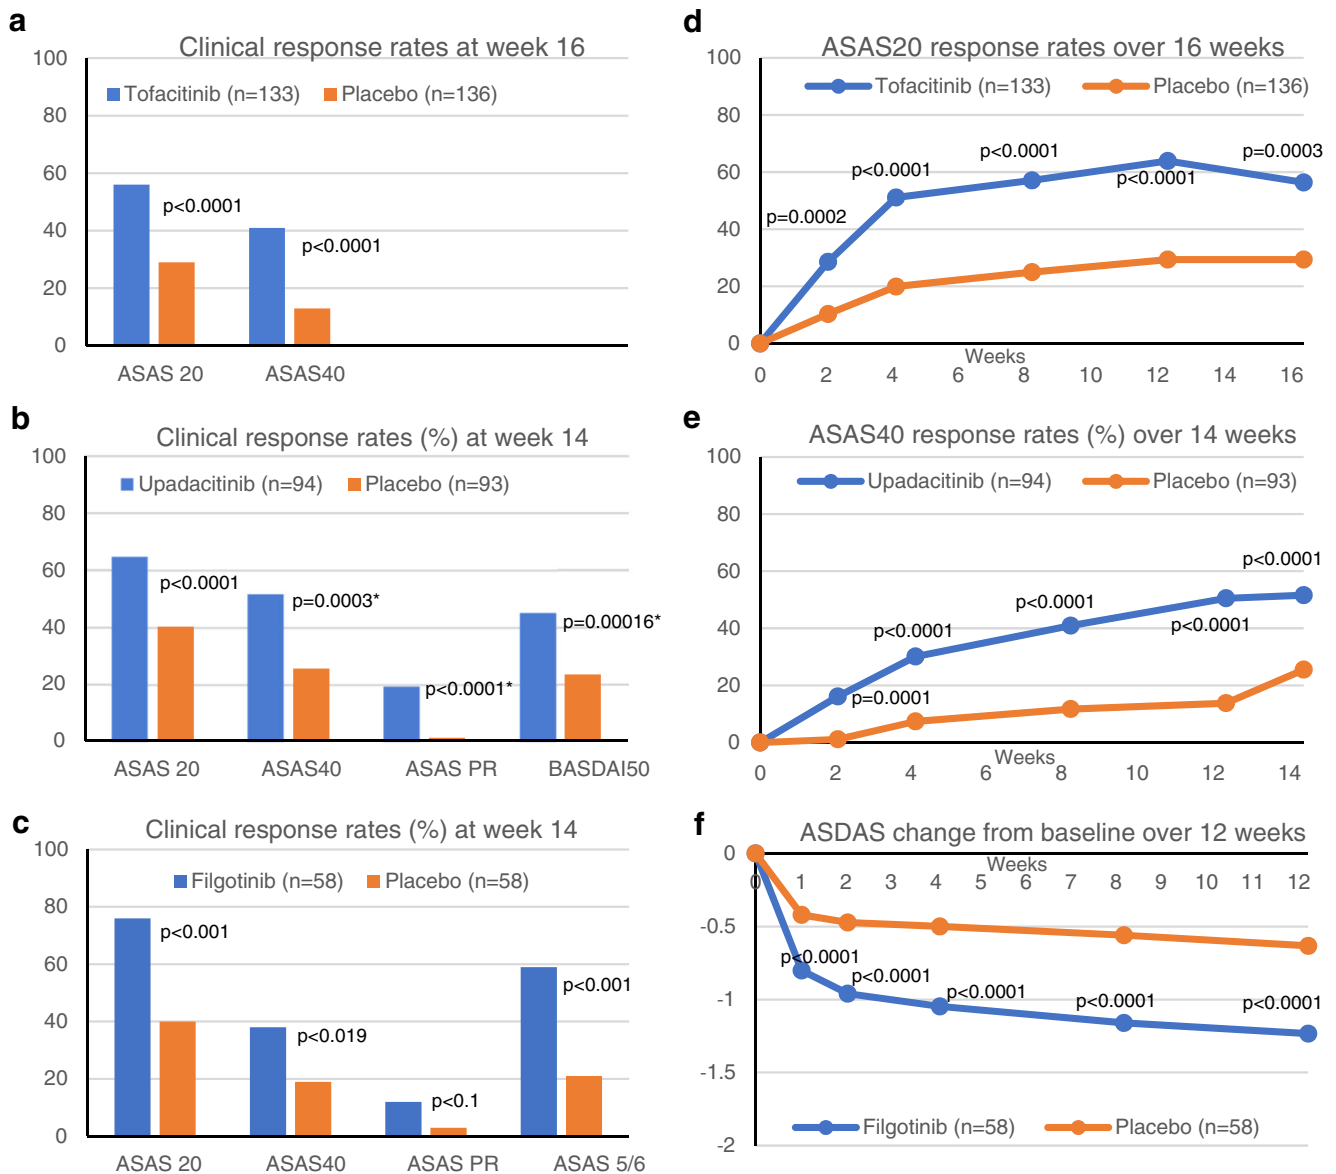 a
Clinical response rates at week 16
100
80
60
40
20
0
Tofacitinib (n=133) Placebo (n=136)
p<0.0001
p<0.0001
ASAS 20 ASAS40
b
Clinical response rates (%) at week 14
100
80
60
40
20
0
Upadacitinib (n=94) Placebo (n=93)
p<0.0001
p=0.0003*
p<0.0001*
p=0.00016*
ASAS 20 ASAS40 ASAS PR BASDAI50
c
Clinical response rates (%) at week 14
100
80
60
40
20
0
Filgotinib (n=58) Placebo (n=58)
p<0.001
p<0.019
p<0.1
p<0.001
ASAS 20 ASAS40 ASAS PR ASAS 5/6
d
ASAS20 response rates over 16 weeks
100
80
60
40
20
0
Tofacitinib (n=133) Placebo (n=136)
p=0.0002
p<0.0001
p<0.0001
p<0.0001
p=0.0003
Weeks
0 2 4 6 8 10 12 14 16
e
ASAS40 response rates (%) over 14 weeks
100
80
60
40
20
0
Upadacitinib (n=94) Placebo (n=93)
p=0.0001
p<0.0001
p<0.0001
p<0.0001
p<0.0001
Weeks
0 2 4 6 8 10 12 14
f
ASDAS change from baseline over 12 weeks
0
-0.5
-1
-1.5
-2
Weeks
0 1 2 3 4 5 6 7 8 9 10 11 12
p<0.0001
p<0.0001
p<0.0001
p<0.0001
p<0.0001
Filgotinib (n=58) Placebo (n=58)